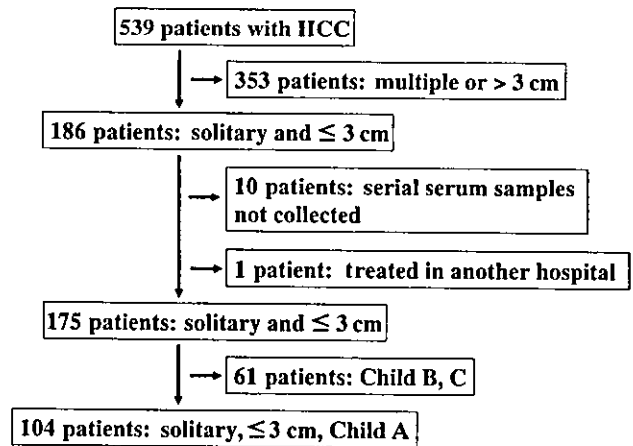 539 patients with HCC
353 patients: multiple or > 3 cm
186 patients: solitary and ≤ 3 cm
10 patients: serial serum samples
not collected
1 patient: treated in another hospital
175 patients: solitary and ≤ 3 cm
61 patients: Child B, C
104 patients: solitary, ≤ 3 cm, Child A